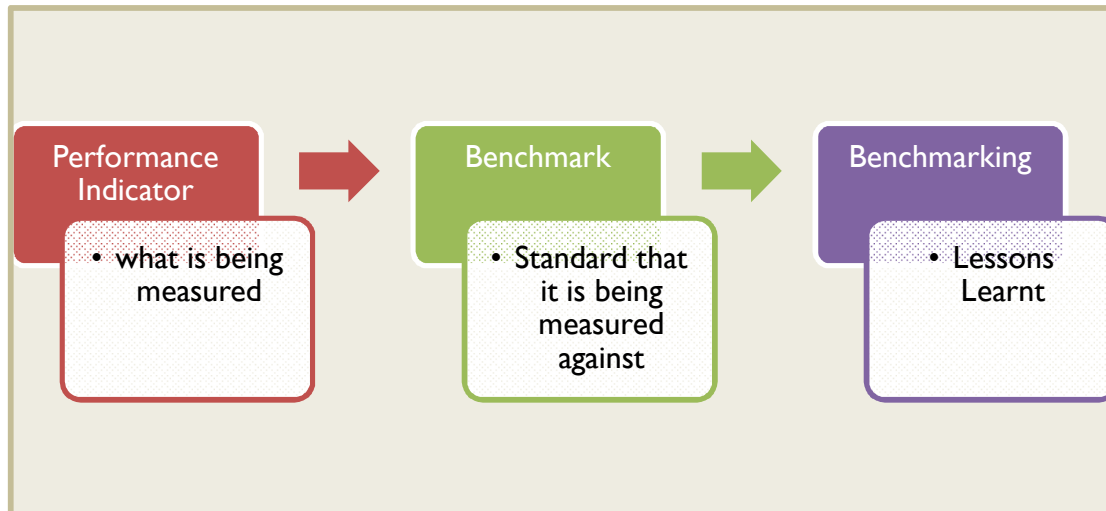 Performance
Indicator
• what is being
measured
Benchmark
• Standard that
it is being
measured
against
Benchmarking
• Lessons
Learnt